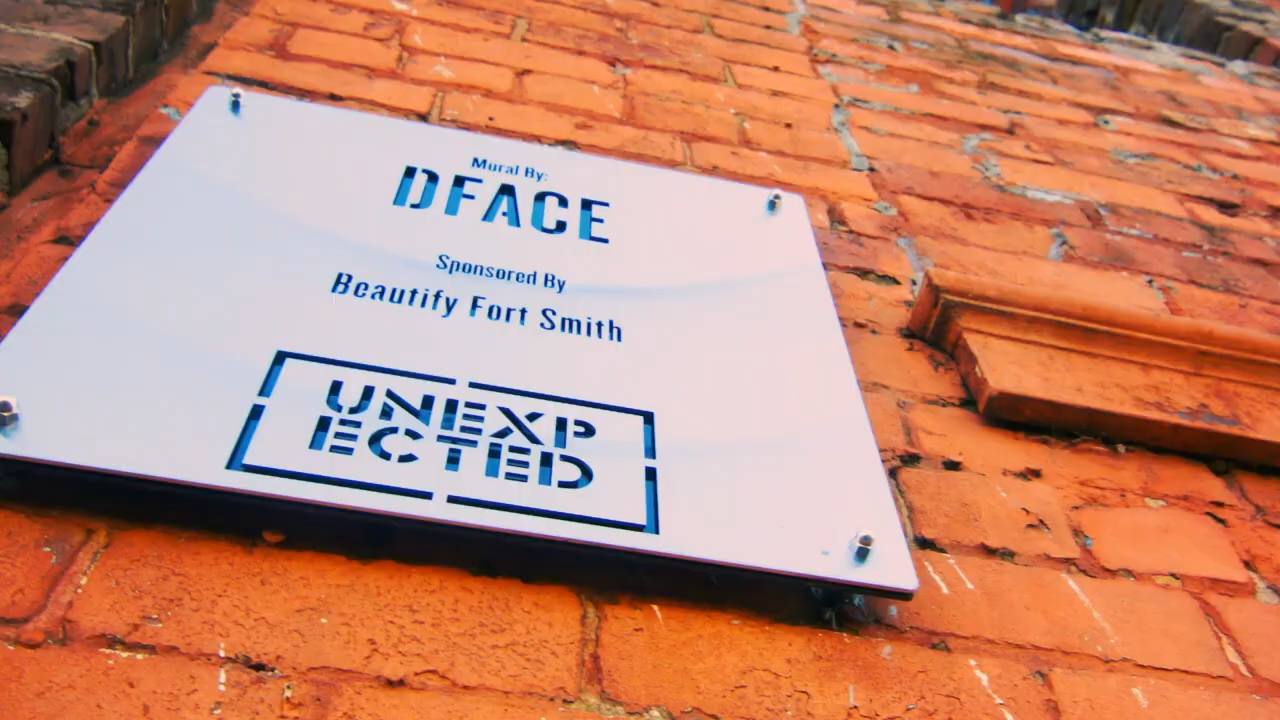 Mural By:
DFACE
Sponsored By
Beautify Fort Smith
UNEXP
ECTED